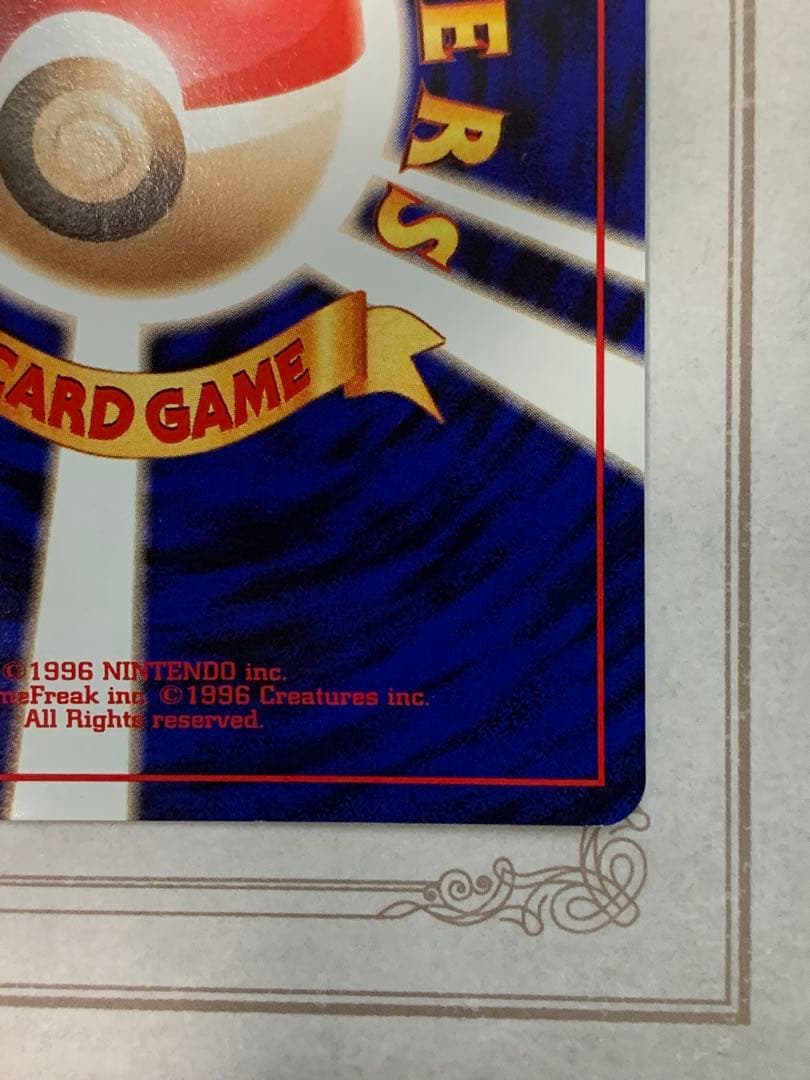 ERS
CARD GAME
©1996 NINTENDO inc.
meFreak inc. ©1996 Creatures inc.
All Rights reserved.